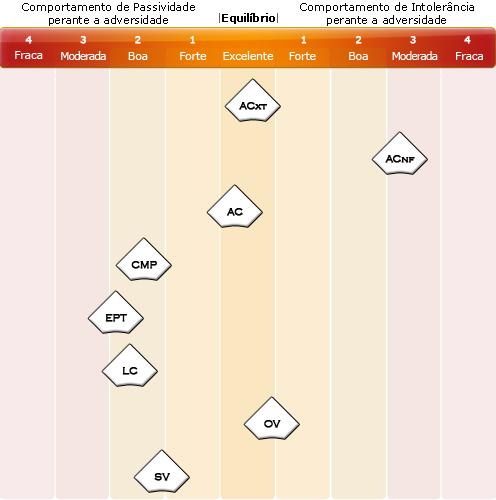 Comportamento de Passividade
perante a adversidade
|Equilíbrio|
Comportamento de Intolerância
perante a adversidade
4 3 2 1 1 2 3 4
Fraca Moderada Boa Forte Excelente Forte Boa Moderada Fraca
ACXT
ACNF
AC
CMP
EPT
LC
OV
SV